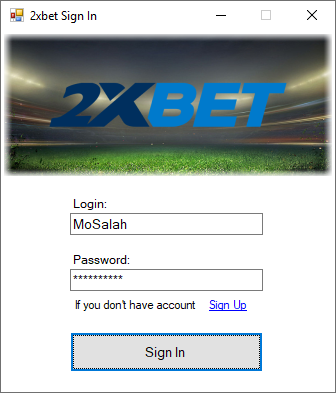 2xbet Sign In
2XBET
Login:
MoSalah
Password:
**********
If you don't have account Sign Up
Sign In